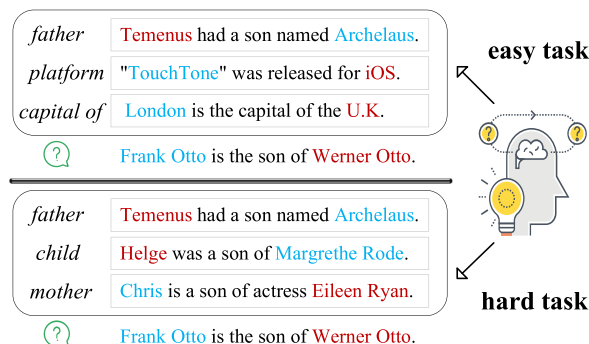 father Temenus had a son named Archelaus.
easy task
platform "TouchTone" was released for iOS.
capital of London is the capital of the U.K.
? Frank Otto is the son of Werner Otto.
? ?
father Temenus had a son named Archelaus.
child Helge was a son of Margrethe Rode.
mother Chris is a son of actress Eileen Ryan.
hard task
? Frank Otto is the son of Werner Otto.